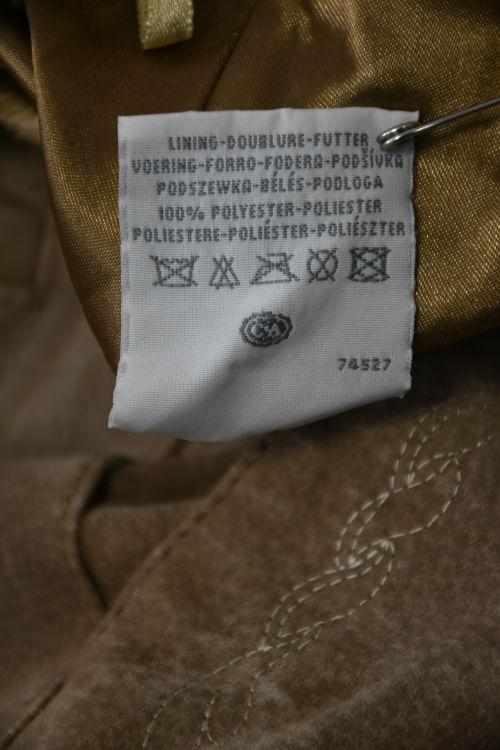 LINING-DOUBLURE-FUTTER
VOERING-FORRO-FODERA-PODŠÍVKA
PODSZEWKA-BÉLÉS-PODLOGA
100% POLYESTER-POLIESTER
POLIESTERE-POLIÉSTER-POLIÉSZTER
C&A
74527